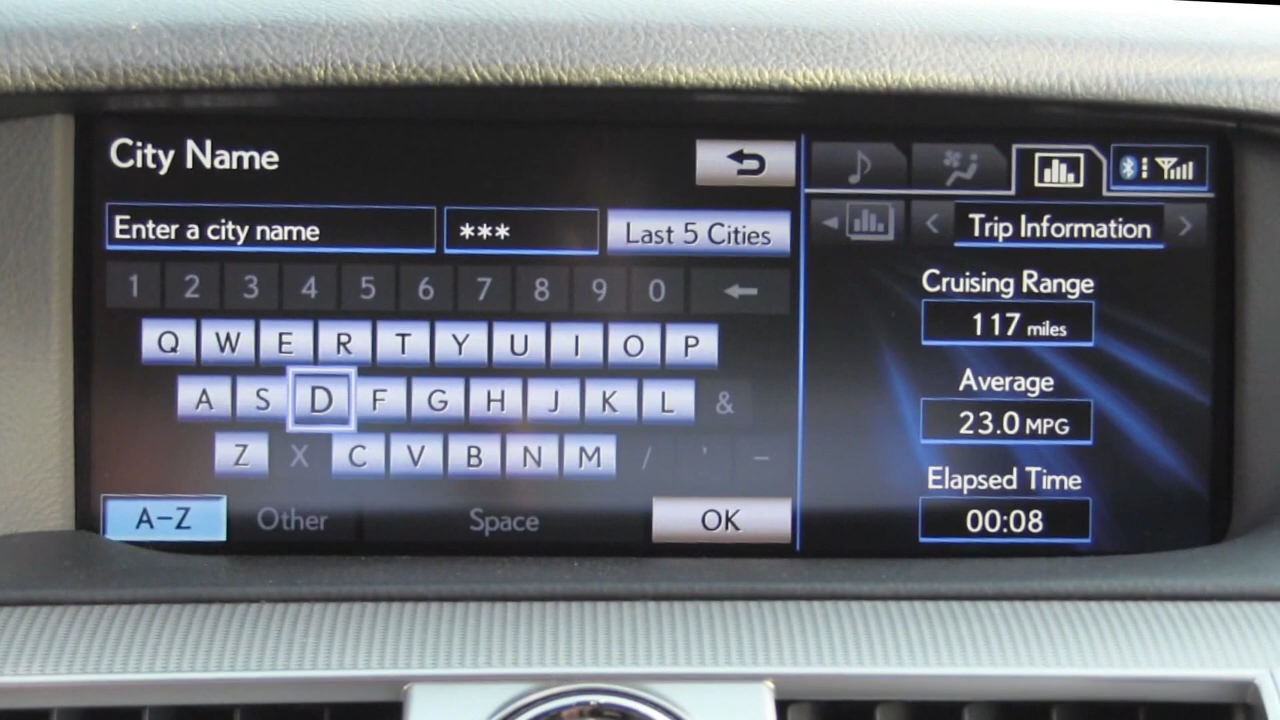 City Name
Enter a city name *** Last 5 Cities
1 2 3 4 5 6 7 8 9 0
Q W E R T Y U I O P
A S D F G H J K L &
Z X C V B N M / ' -
A-Z Other Space OK
Trip Information
Cruising Range
117 miles
Average
23.0 MPG
Elapsed Time
00:08